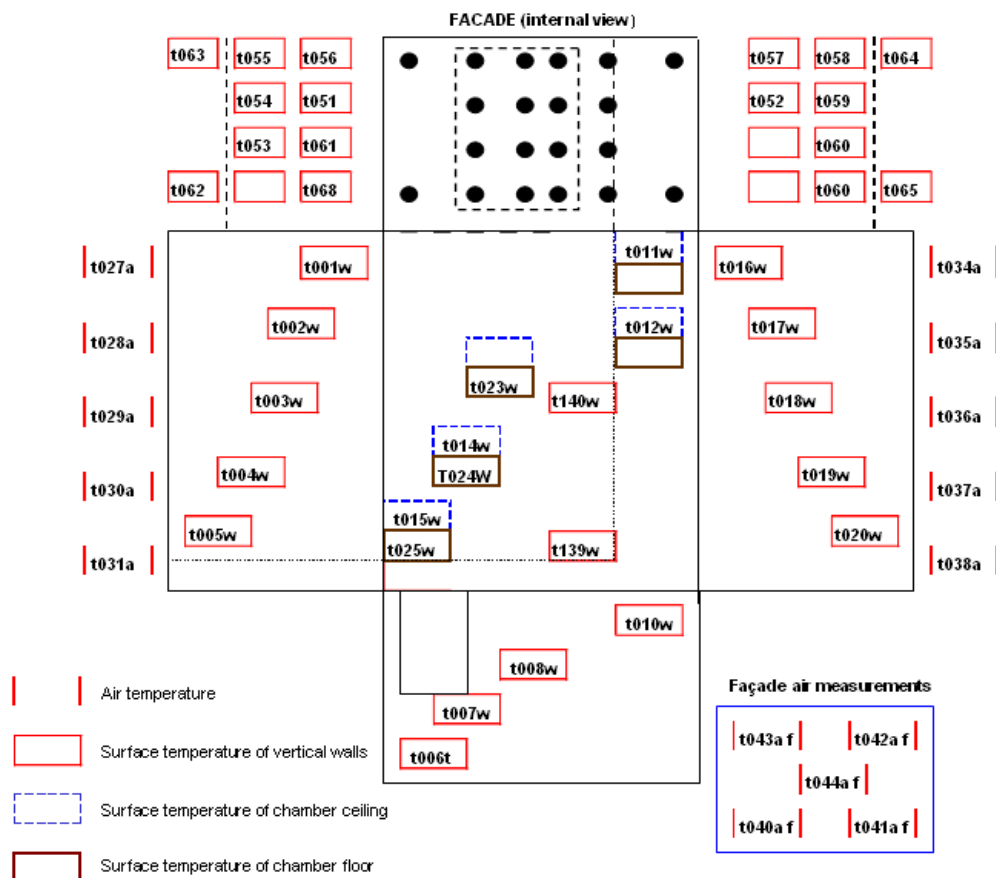 FACADE (internal view)
t063 t055 t056 t057 t058 t064
t054 t051 t052 t059
t053 t061 t060
t062 t068 t060 t065
t027a t001w t011w t016w t034a
t002w t012w t017w
t028a t035a
t023w
t003w t140w t018w
t029a t036a
t014w
t004w T024W t019w
t030a t037a
t015w
t005w t020w
t025w t139w
t031a t038a
t010w
t008w
Air temperature
Façade air measurements
t007w
t043a f t042a f
Surface temperature of vertical walls
t006t
t044a f
Surface temperature of chamber ceiling
t040a f t041a f
Surface temperature of chamber floor